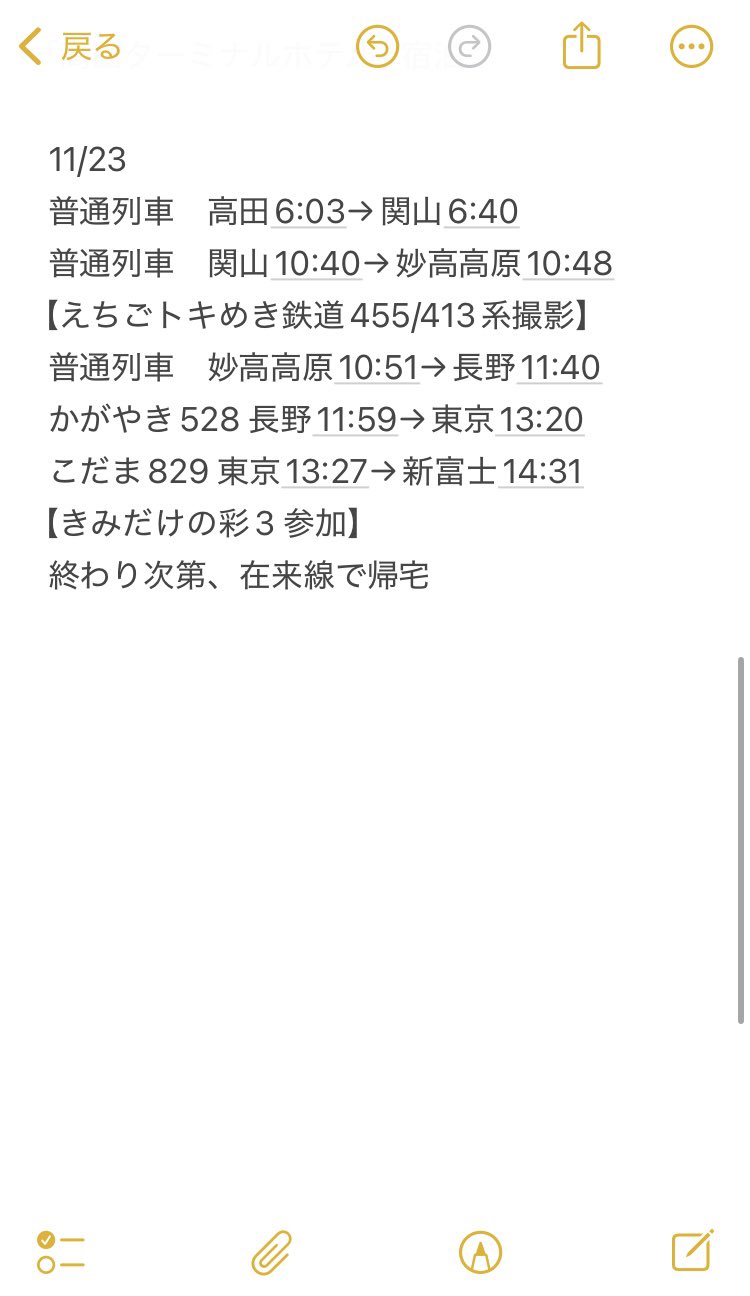 戻る
11/23
普通列車　高田6:03→関山6:40
普通列車　関山10:40→妙高高原10:48
【えちごトキめき鉄道455/413系撮影】
普通列車　妙高高原10:51→長野11:40
かがやき528 長野11:59→東京13:20
こだま829 東京13:27→新富士14:31
【きみだけの彩3 参加】
終わり次第、在来線で帰宅